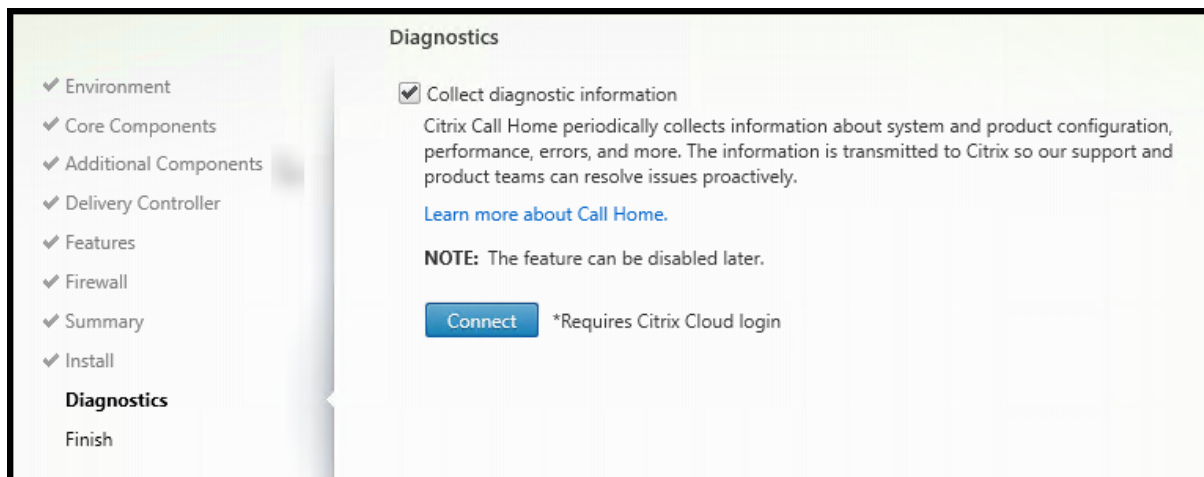 Diagnostics
Environment
Core Components
Additional Components
Delivery Controller
Features
Firewall
Summary
Install
Diagnostics
Finish
Collect diagnostic information
Citrix Call Home periodically collects information about system and product configuration,
performance, errors, and more. The information is transmitted to Citrix so our support and
product teams can resolve issues proactively.
Learn more about Call Home.
NOTE: The feature can be disabled later.
Connect *Requires Citrix Cloud login